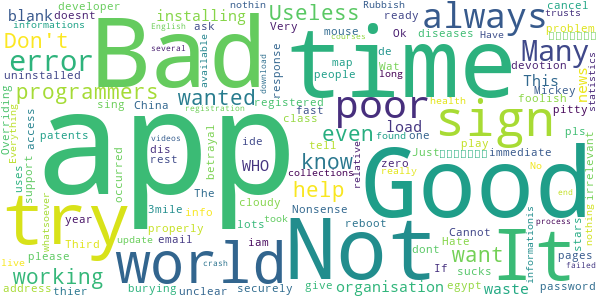 developer
English
nothin
doesnt
blank
installing
ask
Useless
Rubbish
ready
always
cancel
trusts
informations
several
Very
mouse
Ok
diseases
Have
problem
Don't
error
Bad
available
response
map
people
de
time
Many
devotion
news
statistics
uninstalled
download
long
Wat
courses
This
Mickey
programmers
wanted
registered
health
foolish
Overriding
Everything
sing
China
registration
fast
class
even
poor
sign
pitty
access
patents
videos
dis
rest
ide
WHO
betrayal
tell
know
load
found
One
play
pls
Just
immediate
uses
support
whatsoever
app
relative
zero
really
No
irrelevant
occurred
The
collections
help
Good
end
nothing
try
year
3mile
info
cloudy
Nonsense
Not
dont
Cannot
want
It
informationis
stars
address
Third
update
properly
lots
took
iam
reboot
If
Hate
egypt
process
pages
working
please
email
world
crash
securely
give
organisation
sucks
waste
failed
live
thier
burying
unclear
password